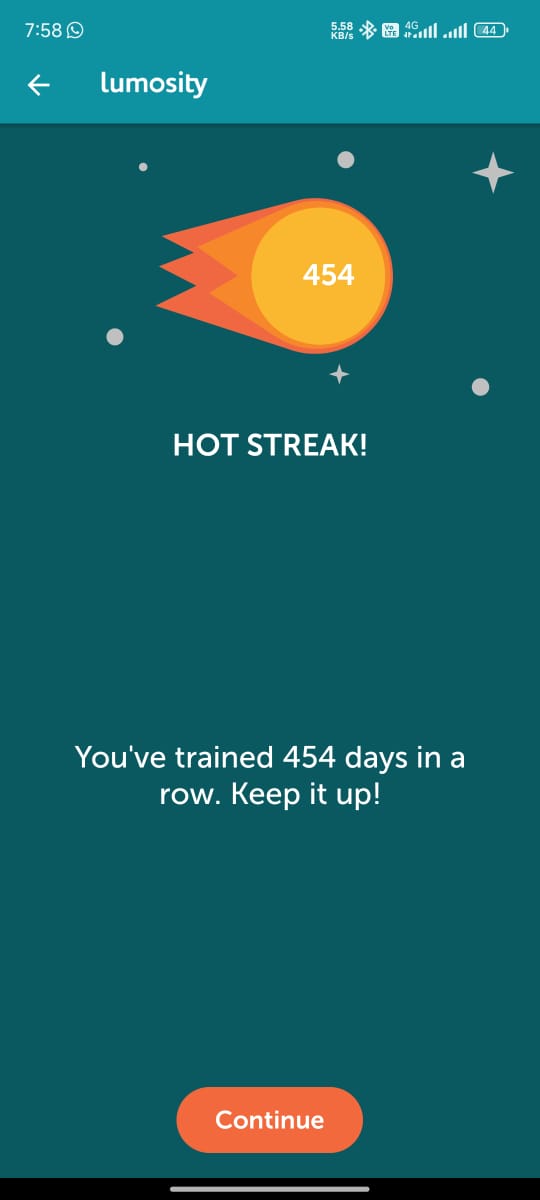 7:58
5.58
KB/s
Vo
LTE
4G
44
lumosity
454
HOT STREAK!
You've trained 454 days in a
row. Keep it up!
Continue